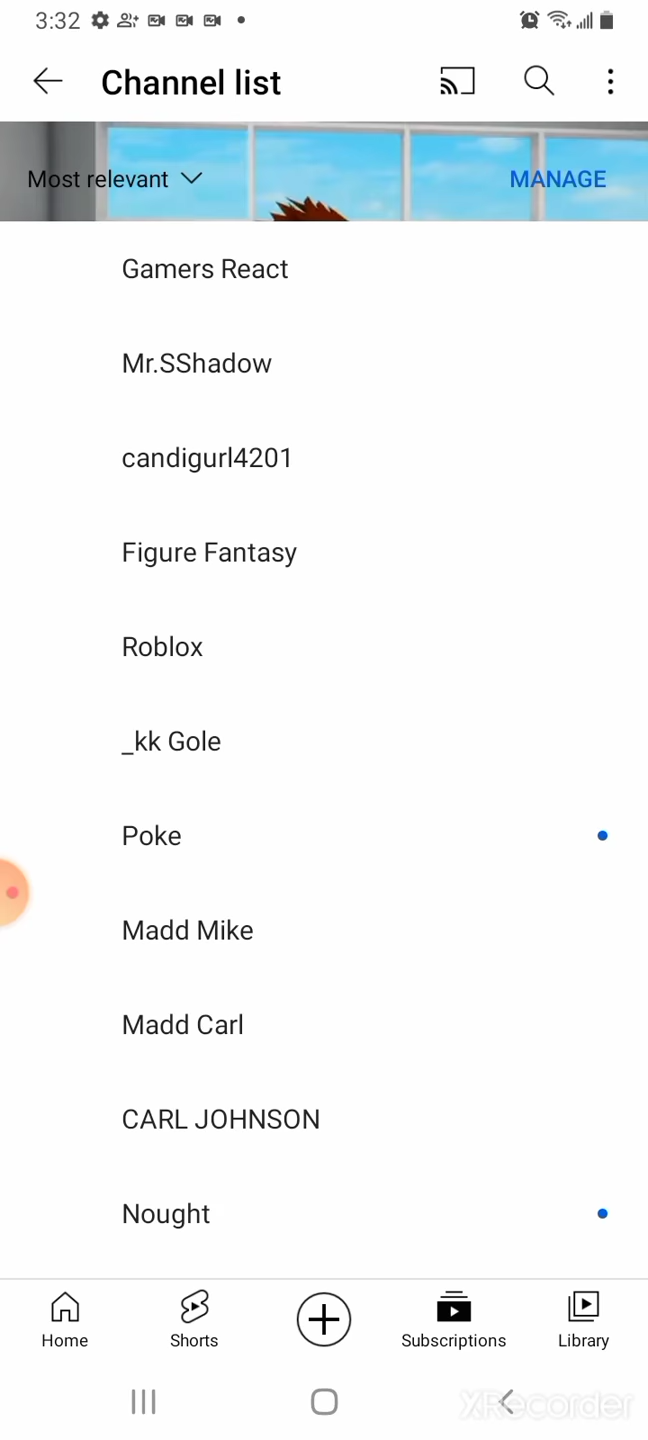 3:32
Channel list
Most relevant
MANAGE
Gamers React
Mr.SShadow
candigurl4201
Figure Fantasy
Roblox
_kk Gole
Poke
Madd Mike
Madd Carl
CARL JOHNSON
Nought
Home
Shorts
Subscriptions
Library
XRecorder